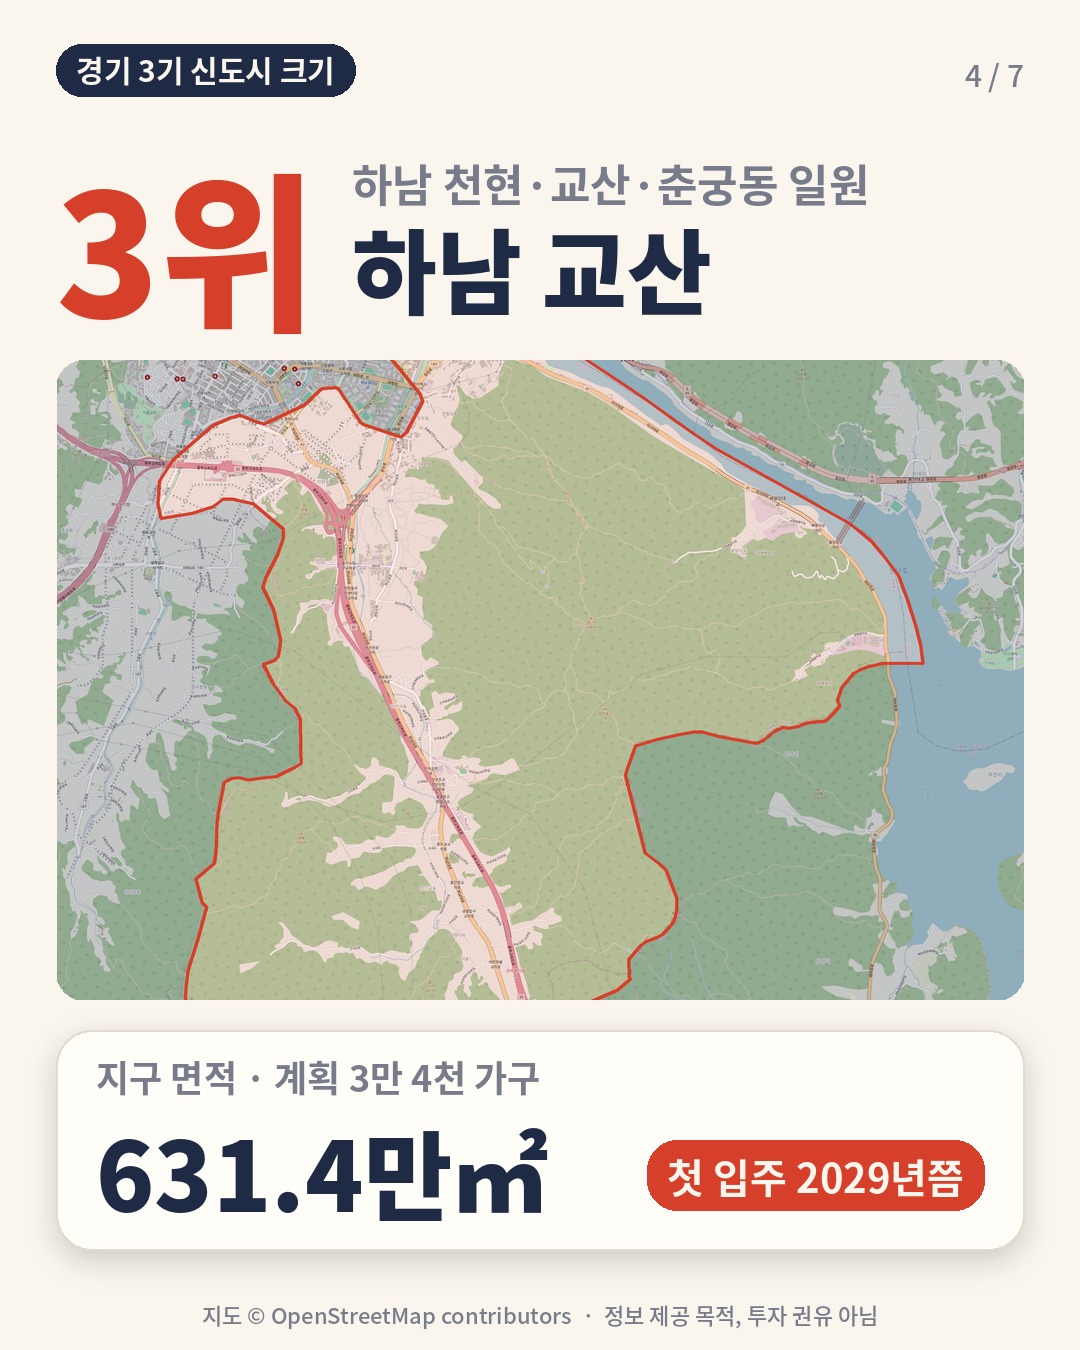 경기 3기 신도시 크기
4 / 7
3위
하남 천현·교산·춘궁동 일원
하남 교산
지구 면적 · 계획 3만 4천 가구
631.4만㎡
첫 입주 2029년쯤
지도 © OpenStreetMap contributors · 정보 제공 목적, 투자 권유 아님